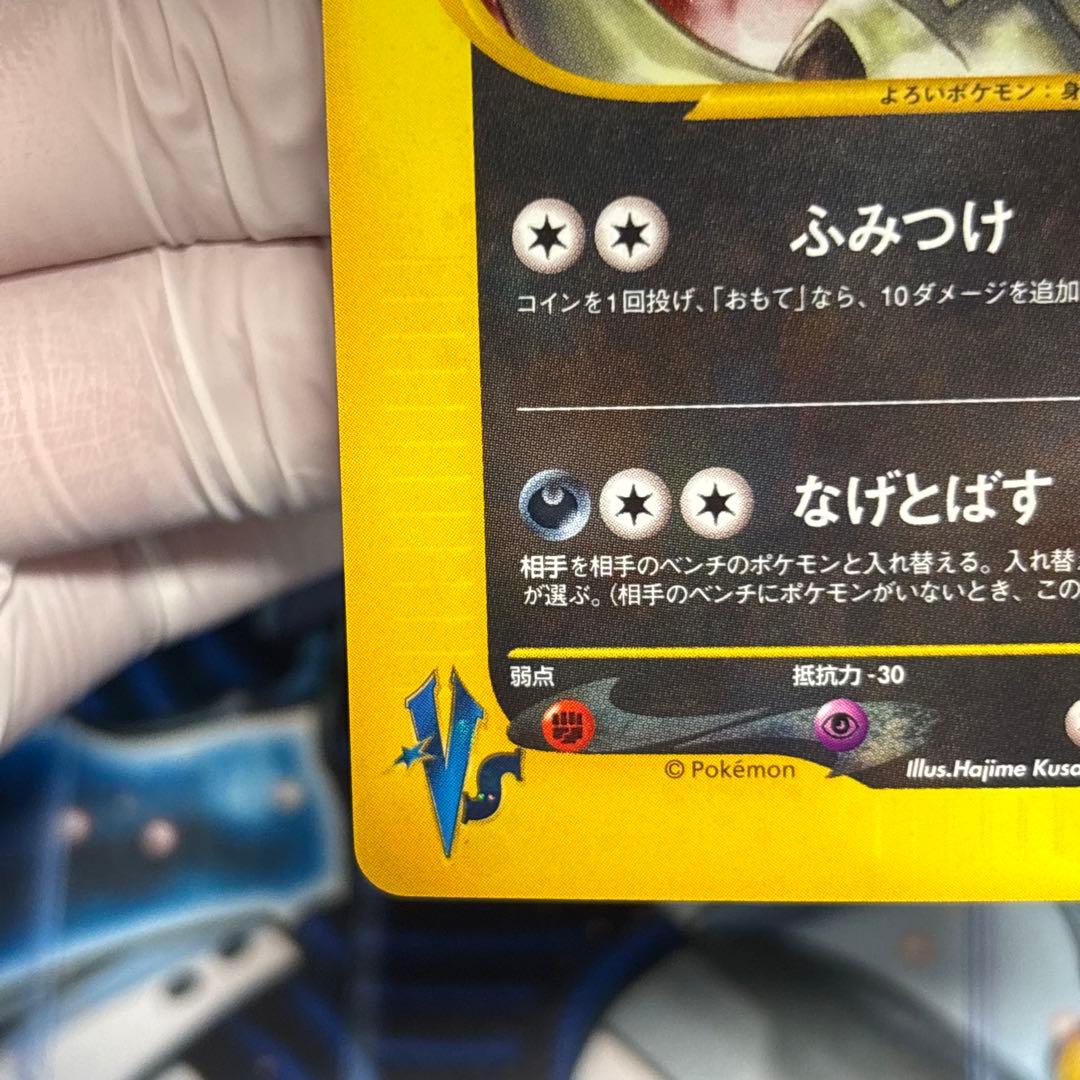 よろいポケモン：身
ふみつけ
コインを1回投げ、「おもて」なら、10ダメージを追加
なげとばす
相手を相手のベンチのポケモンと入れ替える。入れ替
が選ぶ。(相手のベンチにポケモンがいないとき、この
弱点
抵抗力-30
VS
© Pokémon
Illus.Hajime Kusa